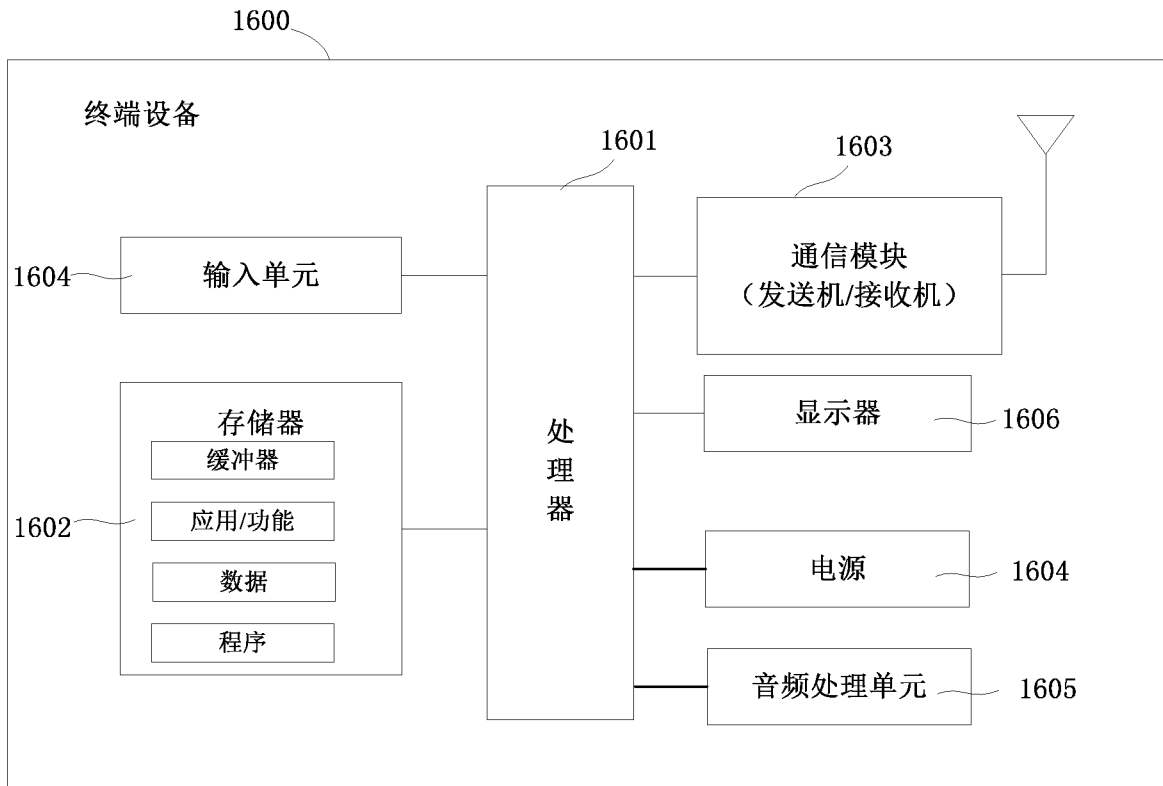 1600
终端设备
1601
1603
1604
输入单元
通信模块
（发送机/接收机）
存储器
缓冲器
1602
应用/功能
数据
程序
处
理
器
显示器
1606
电源
1604
音频处理单元
1605